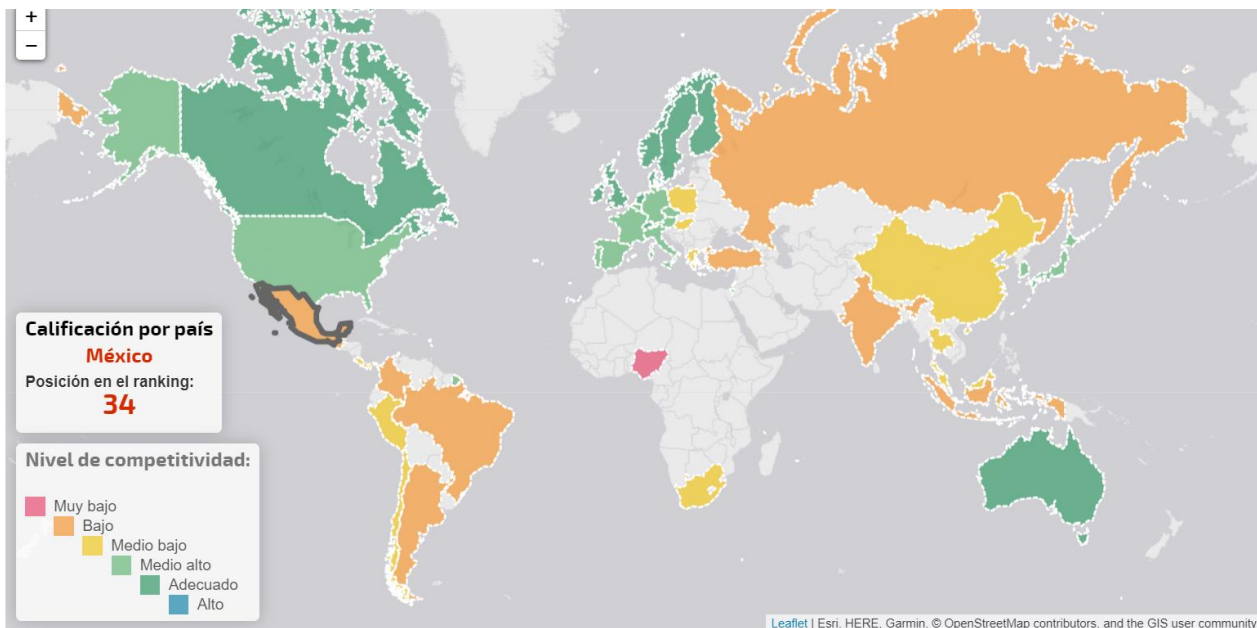 +
−
Calificación por país
México
Posición en el ranking:
34
Nivel de competitividad:
Muy bajo
Bajo
Medio bajo
Medio alto
Adecuado
Alto
Leaflet | Esri, HERE, Garmin, © OpenStreetMap contributors, and the GIS user community